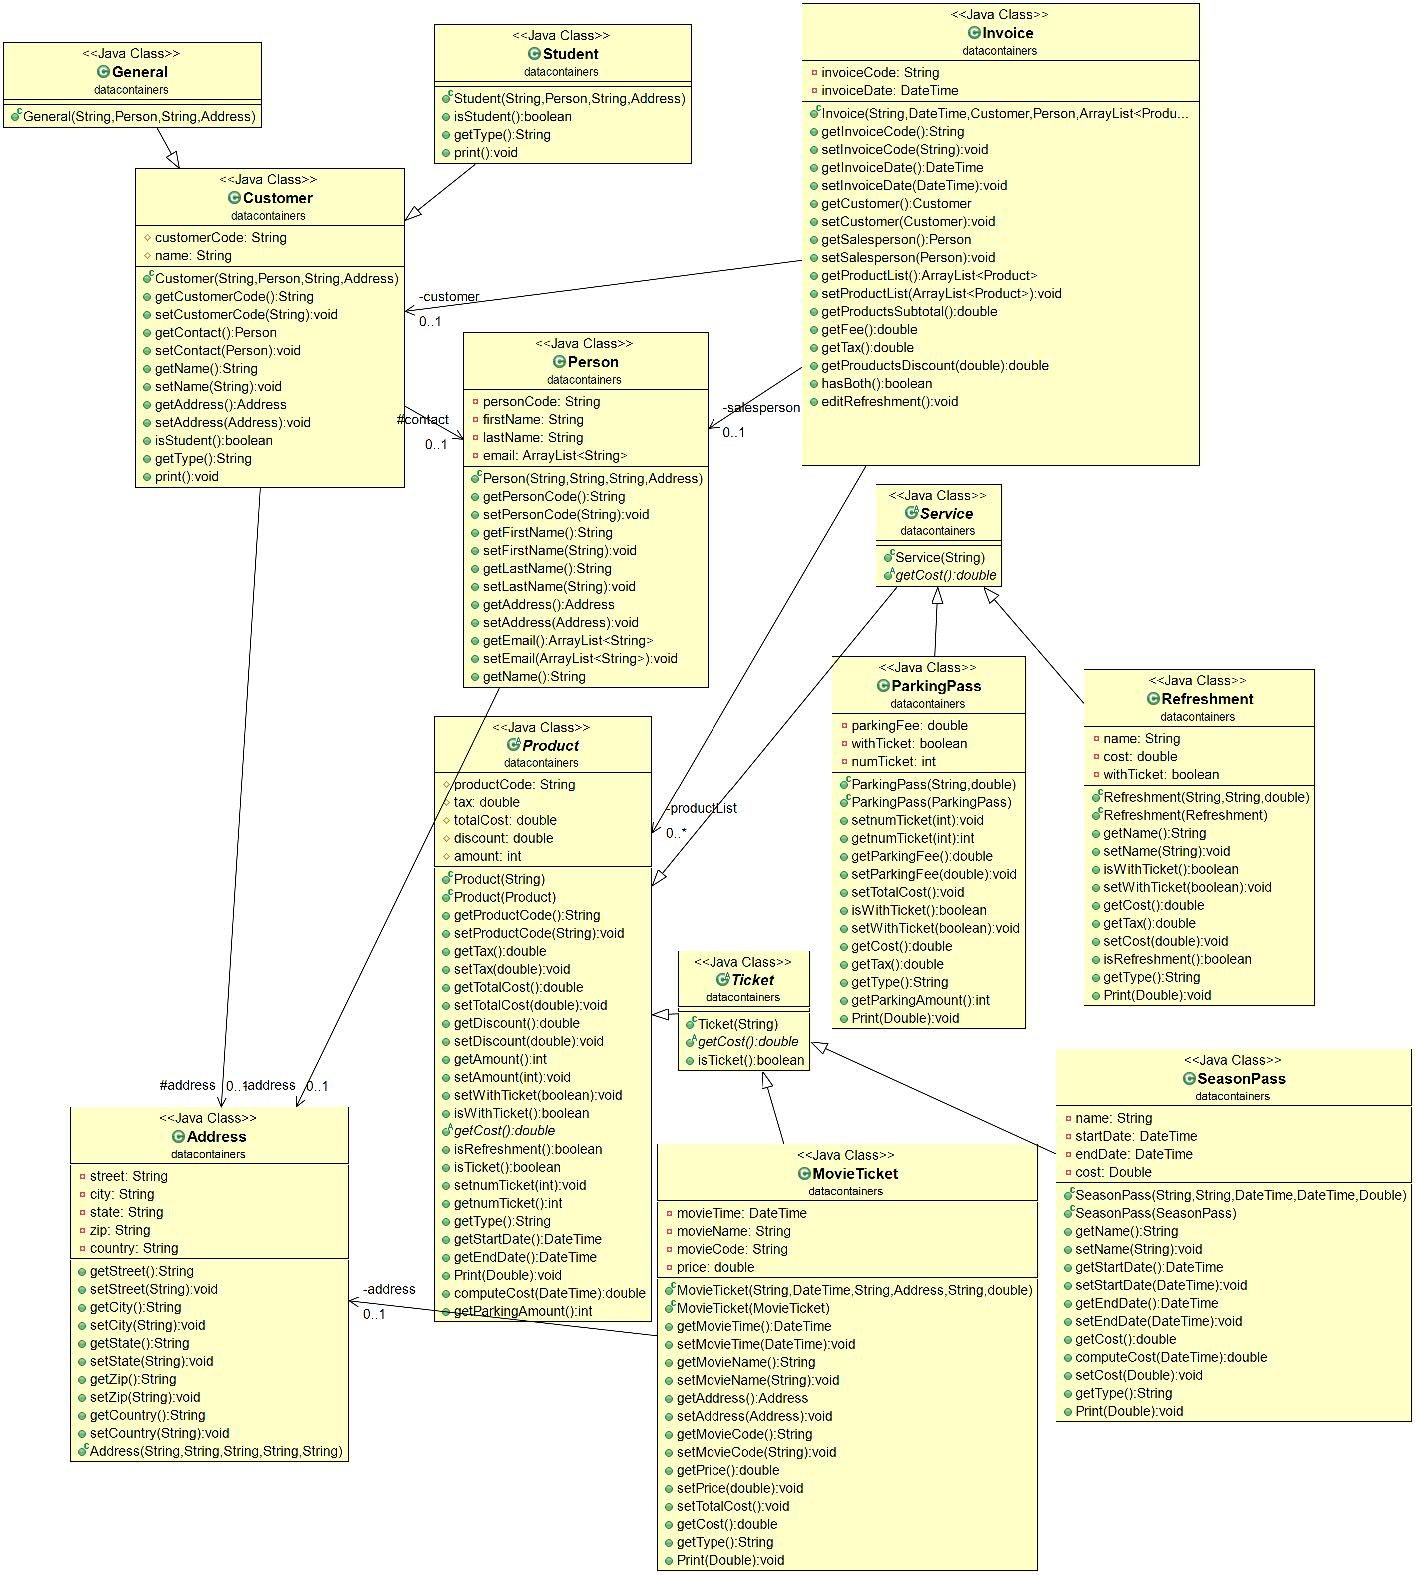 <<Java Class>>
General
datacontainers
General(String,Person,String,Address)
<<Java Class>>
Student
datacontainers
Student(String,Person,String,Address)
isStudent():boolean
getType():String
print():void
<<Java Class>>
Invoice
datacontainers
invoiceCode: String
invoiceDate: DateTime
Invoice(String,DateTime,Customer,Person,ArrayList<Produ...
getInvoiceCode():String
setInvoiceCode(String):void
getInvoiceDate():DateTime
setInvoiceDate(DateTime):void
getCustomer():Customer
setCustomer(Customer):void
getSalesperson():Person
setSalesperson(Person):void
getProductList():ArrayList<Product>
setProductList(ArrayList<Product>):void
getProductsSubtotal():double
getFee():double
getTax():double
getProuductsDiscount(double):double
hasBoth():boolean
editRefreshment():void
<<Java Class>>
Customer
datacontainers
customerCode: String
name: String
Customer(String,Person,String,Address)
getCustomerCode():String
setCustomerCode(String):void
getContact():Person
setContact(Person):void
getName():String
setName(String):void
getAddress():Address
setAddress(Address):void
isStudent():boolean
getType():String
print():void
-customer
0..1
#contact
0..1
-salesperson
0..1
<<Java Class>>
Person
datacontainers
personCode: String
firstName: String
lastName: String
email: ArrayList<String>
Person(String,String,String,Address)
getPersonCode():String
setPersonCode(String):void
getFirstName():String
setFirstName(String):void
getLastName():String
setLastName(String):void
getAddress():Address
setAddress(Address):void
getEmail():ArrayList<String>
setEmail(ArrayList<String>):void
getName():String
<<Java Class>>
Service
datacontainers
Service(String)
getCost():double
<<Java Class>>
ParkingPass
datacontainers
parkingFee: double
withTicket: boolean
numTicket: int
ParkingPass(String,double)
ParkingPass(ParkingPass)
setnumTicket(int):void
getnumTicket(int):int
getParkingFee():double
setParkingFee(double):void
setTotalCost():void
isWithTicket():boolean
setWithTicket(boolean):void
getCost():double
getTax():double
getType():String
getParkingAmount():int
Print(Double):void
<<Java Class>>
Refreshment
datacontainers
name: String
cost: double
withTicket: boolean
Refreshment(String,String,double)
Refreshment(Refreshment)
getName():String
setName(String):void
isWithTicket():boolean
setWithTicket(boolean):void
getCost():double
getTax():double
setCost(double):void
isRefreshment():boolean
getType():String
Print(Double):void
<<Java Class>>
Product
datacontainers
productCode: String
tax: double
totalCost: double
discount: double
amount: int
Product(String)
Product(Product)
getProductCode():String
setProductCode(String):void
getTax():double
setTax(double):void
getTotalCost():double
setTotalCost(double):void
getDiscount():double
setDiscount(double):void
getAmount():int
setAmount(int):void
setWithTicket(boolean):void
isWithTicket():boolean
getCost():double
isRefreshment():boolean
isTicket():boolean
setnumTicket(int):void
getnumTicket():int
getType():String
getStartDate():DateTime
getEndDate():DateTime
Print(Double):void
computeCost(DateTime):double
getParkingAmount():int
-productList
0..*
<<Java Class>>
Ticket
datacontainers
Ticket(String)
getCost():double
isTicket():boolean
<<Java Class>>
SeasonPass
datacontainers
name: String
startDate: DateTime
endDate: DateTime
cost: Double
SeasonPass(String,String,DateTime,DateTime,Double)
SeasonPass(SeasonPass)
getName():String
setName(String):void
getStartDate():DateTime
setStartDate(DateTime):void
getEndDate():DateTime
setEndDate(DateTime):void
getCost():double
computeCost(DateTime):double
setCost(Double):void
getType():String
Print(Double):void
#address
0..1
-address
0..1
<<Java Class>>
Address
datacontainers
street: String
city: String
state: String
zip: String
country: String
getStreet():String
setStreet(String):void
getCity():String
setCity(String):void
getState():String
setState(String):void
getZip():String
setZip(String):void
getCountry():String
setCountry(String):void
Address(String,String,String,String,String)
-address
0..1
<<Java Class>>
MovieTicket
datacontainers
movieTime: DateTime
movieName: String
movieCode: String
price: double
MovieTicket(String,DateTime,String,Address,String,double)
MovieTicket(MovieTicket)
getMovieTime():DateTime
setMovieTime(DateTime):void
getMovieName():String
setMovieName(String):void
getAddress():Address
setAddress(Address):void
getMovieCode():String
setMovieCode(String):void
getPrice():double
setPrice(double):void
setTotalCost():void
getCost():double
getType():String
Print(Double):void